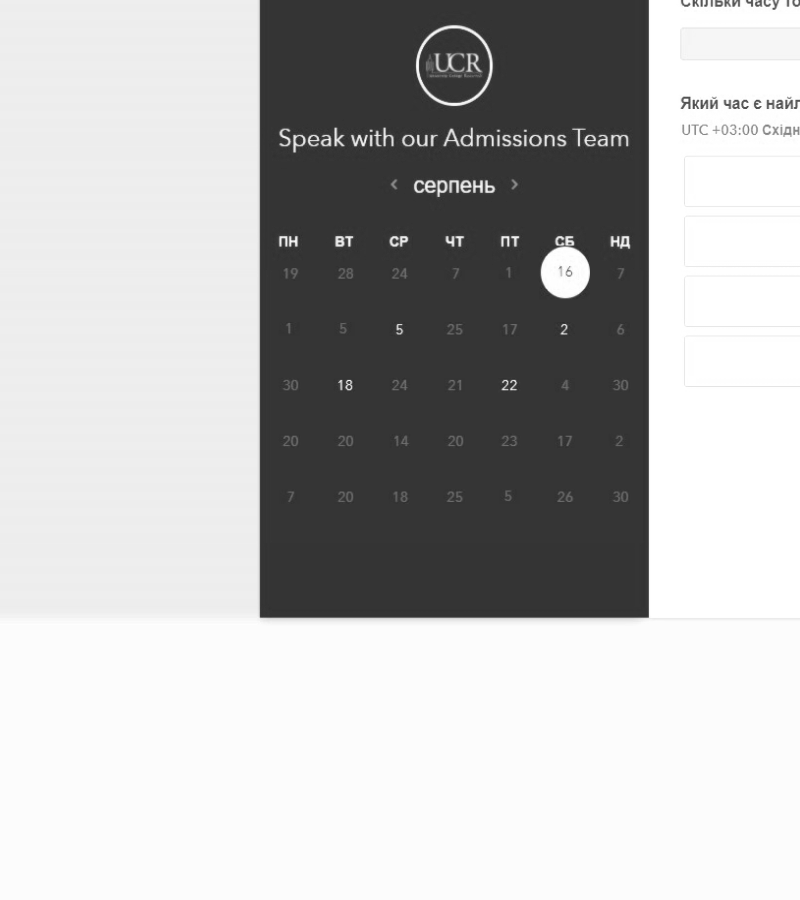 Скільки часу то
UCR
Speak with our Admissions Team
Який час є найл
UTC +03:00 Східн
‹ серпень ›
ПН ВТ СР ЧТ ПТ СБ НД
19 28 24 7 1 16 7
1 5 5 25 17 2 6
30 18 24 21 22 4 30
20 20 14 20 23 17 2
7 20 18 25 5 26 30